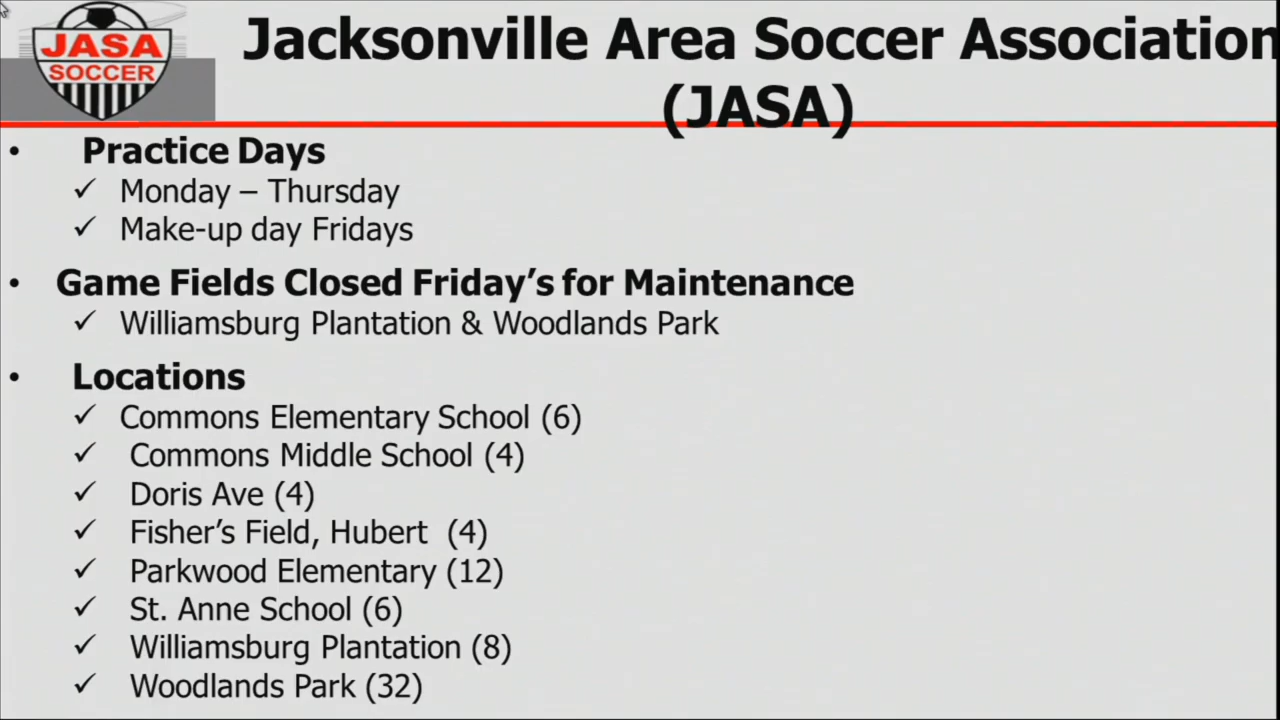 JASA
SOCCER
Jacksonville Area Soccer Association
(JASA)
• Practice Days
✓ Monday – Thursday
✓ Make-up day Fridays
• Game Fields Closed Friday's for Maintenance
✓ Williamsburg Plantation & Woodlands Park
• Locations
✓ Commons Elementary School (6)
✓ Commons Middle School (4)
✓ Doris Ave (4)
✓ Fisher's Field, Hubert (4)
✓ Parkwood Elementary (12)
✓ St. Anne School (6)
✓ Williamsburg Plantation (8)
✓ Woodlands Park (32)